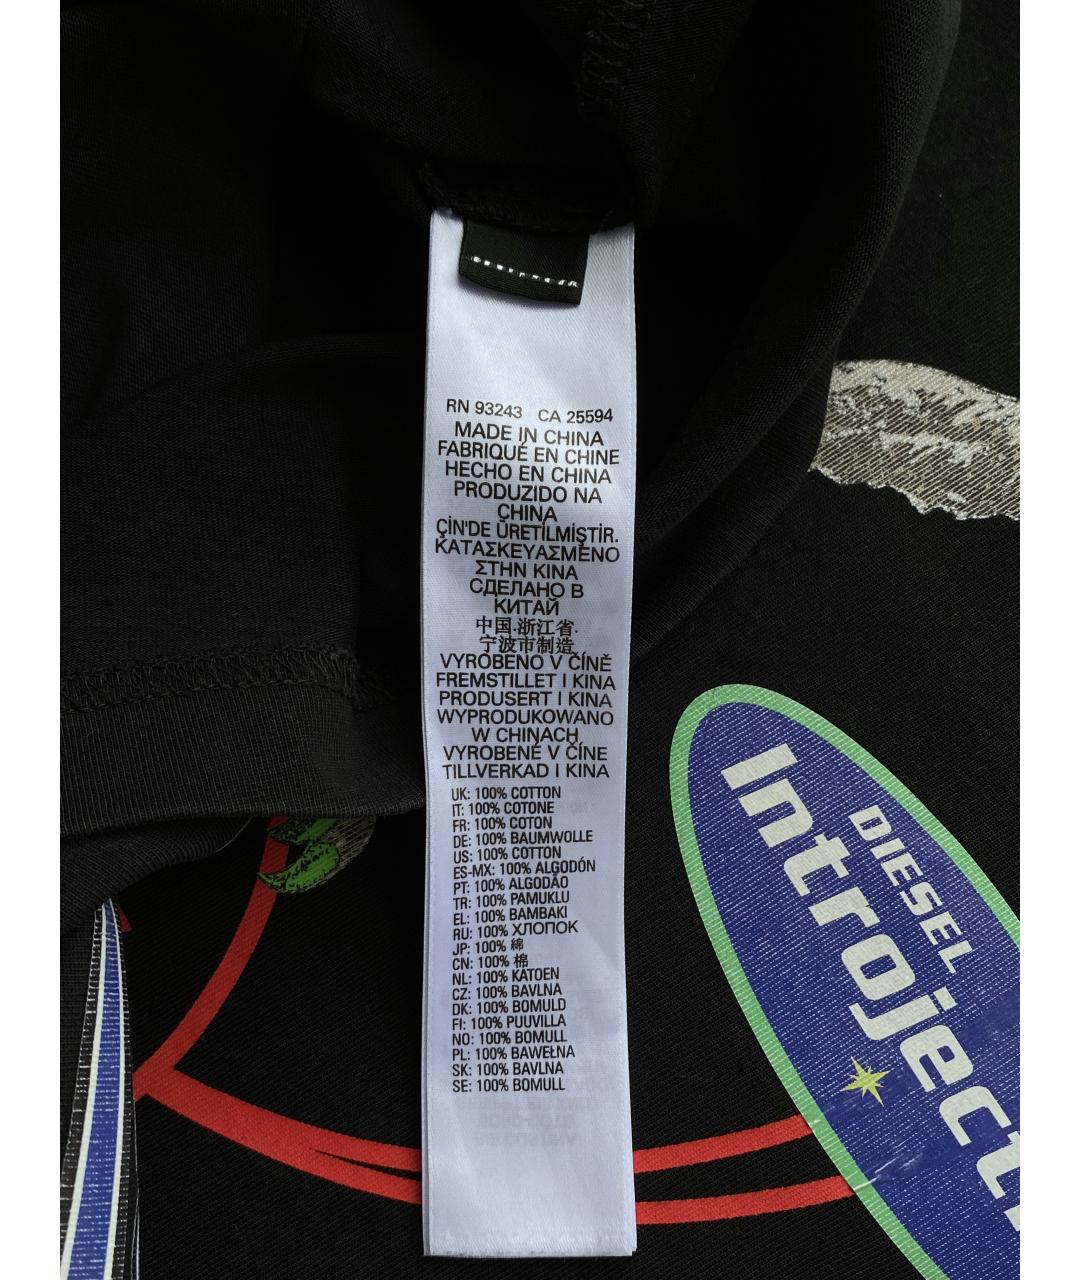 RN 93243 CA 25594
MADE IN CHINA
FABRIQUÉ EN CHINE
HECHO EN CHINA
PRODUZIDO NA
CHINA
ÇİN'DE ÜRETİLMİŞTİR.
ΚΑΤΑΣΚΕΥΑΣΜΕΝΟ
ΣΤΗΝ ΚΙΝΑ
СДЕЛАНО В
КИТАЙ
中国.浙江省.
宁波市制造
VYROBENO V ČÍNĚ
FREMSTILLET I KINA
PRODUSERT I KINA
WYPRODUKOWANO
W CHINACH
VYROBENÉ V ČÍNE
TILLVERKAD I KINA
UK: 100% COTTON
IT: 100% COTONE
FR: 100% COTON
DE: 100% BAUMWOLLE
US: 100% COTTON
ES-MX: 100% ALGODÓN
PT: 100% ALGODÃO
TR: 100% PAMUKLU
EL: 100% BAMBAKI
RU: 100% ХЛОПОК
JP: 100% 綿
CN: 100% 棉
NL: 100% KATOEN
CZ: 100% BAVLNA
DK: 100% BOMULD
FI: 100% PUUVILLA
NO: 100% BOMULL
PL: 100% BAWEŁNA
SK: 100% BAVLNA
SE: 100% BOMULL
DIESEL
Introject